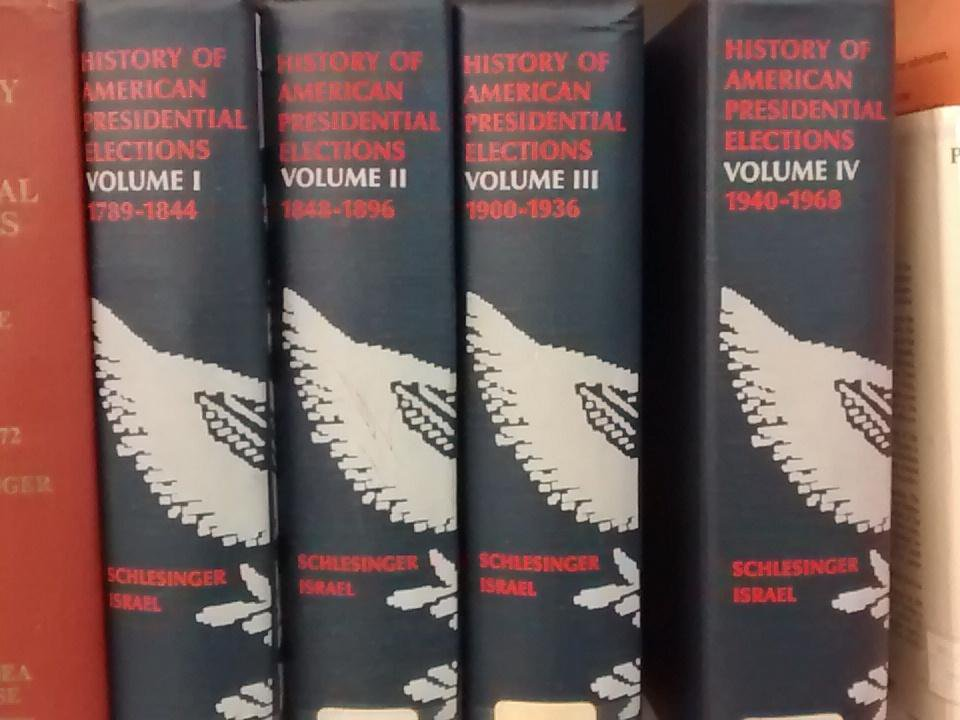 Y
AL
S
E
72
GER
EA
SE
HISTORY OF
AMERICAN
PRESIDENTIAL
ELECTIONS
VOLUME I
1789-1844
SCHLESINGER
ISRAEL
HISTORY OF
AMERICAN
PRESIDENTIAL
ELECTIONS
VOLUME II
1848-1896
SCHLESINGER
ISRAEL
HISTORY OF
AMERICAN
PRESIDENTIAL
ELECTIONS
VOLUME III
1900-1936
SCHLESINGER
ISRAEL
HISTORY OF
AMERICAN
PRESIDENTIAL
ELECTIONS
VOLUME IV
1940-1968
SCHLESINGER
ISRAEL
P